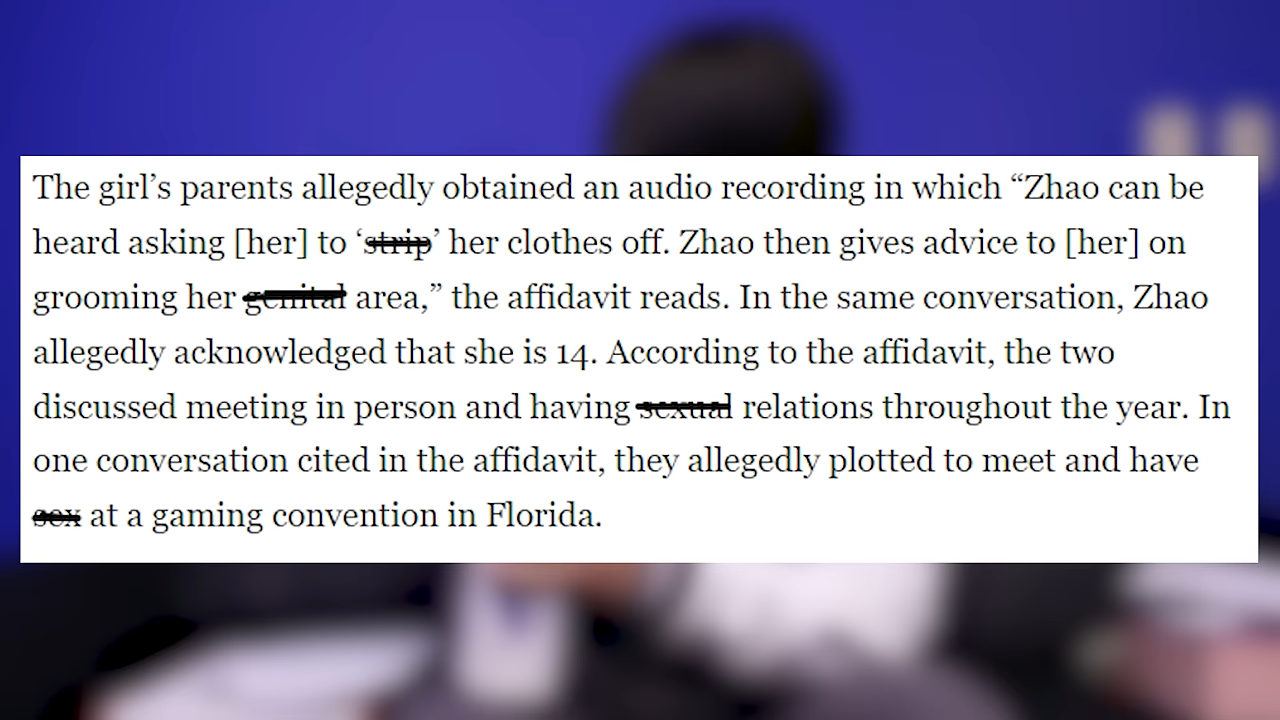 The girl’s parents allegedly obtained an audio recording in which “Zhao can be
heard asking [her] to ‘strip’ her clothes off. Zhao then gives advice to [her] on
grooming her genital area,” the affidavit reads. In the same conversation, Zhao
allegedly acknowledged that she is 14. According to the affidavit, the two
discussed meeting in person and having sexual relations throughout the year. In
one conversation cited in the affidavit, they allegedly plotted to meet and have
sex at a gaming convention in Florida.